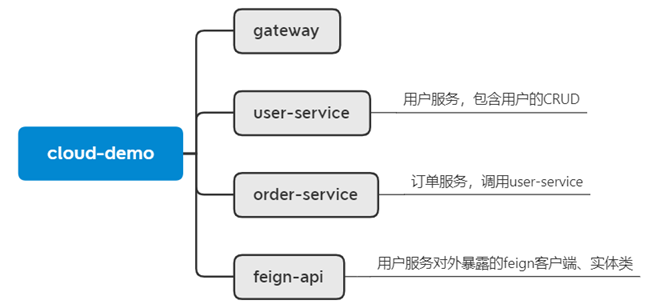 gateway
user-service
用户服务，包含用户的CRUD
cloud-demo
order-service
订单服务，调用user-service
feign-api
用户服务对外暴露的feign客户端、实体类